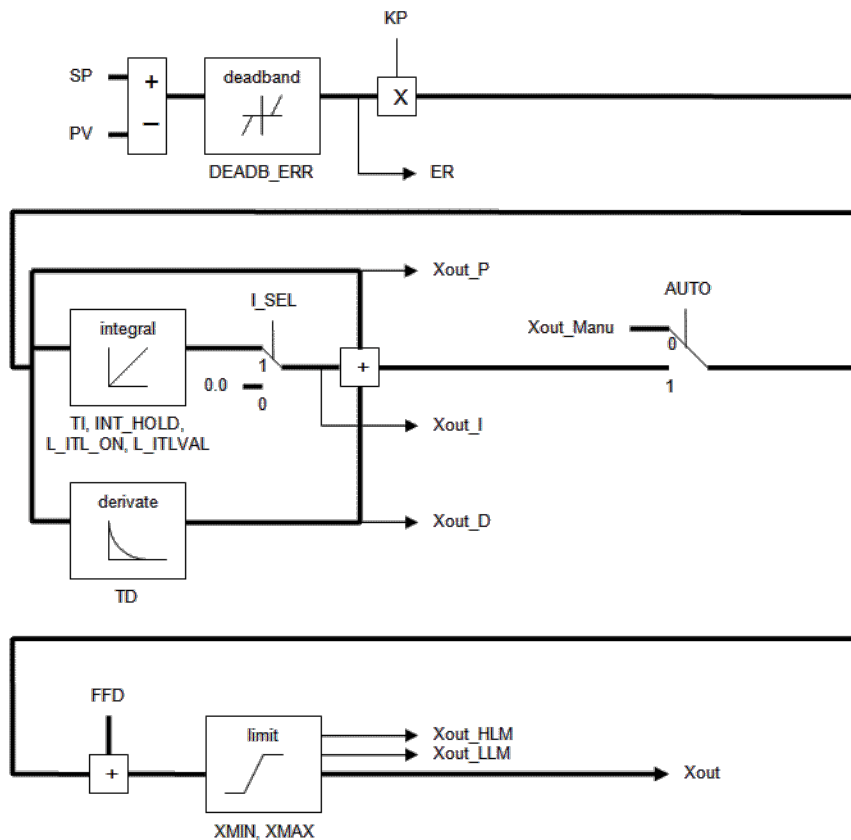 KP
SP
+
deadband
X
PV
−
DEADB_ERR
ER
Xout_P
I_SEL
AUTO
integral
Xout_Manu
0
1
+
0.0
0
1
TI, INT_HOLD,
L_ITL_ON, L_ITLVAL
Xout_I
derivate
Xout_D
TD
FFD
limit
Xout_HLM
Xout_LLM
+
Xout
XMIN, XMAX